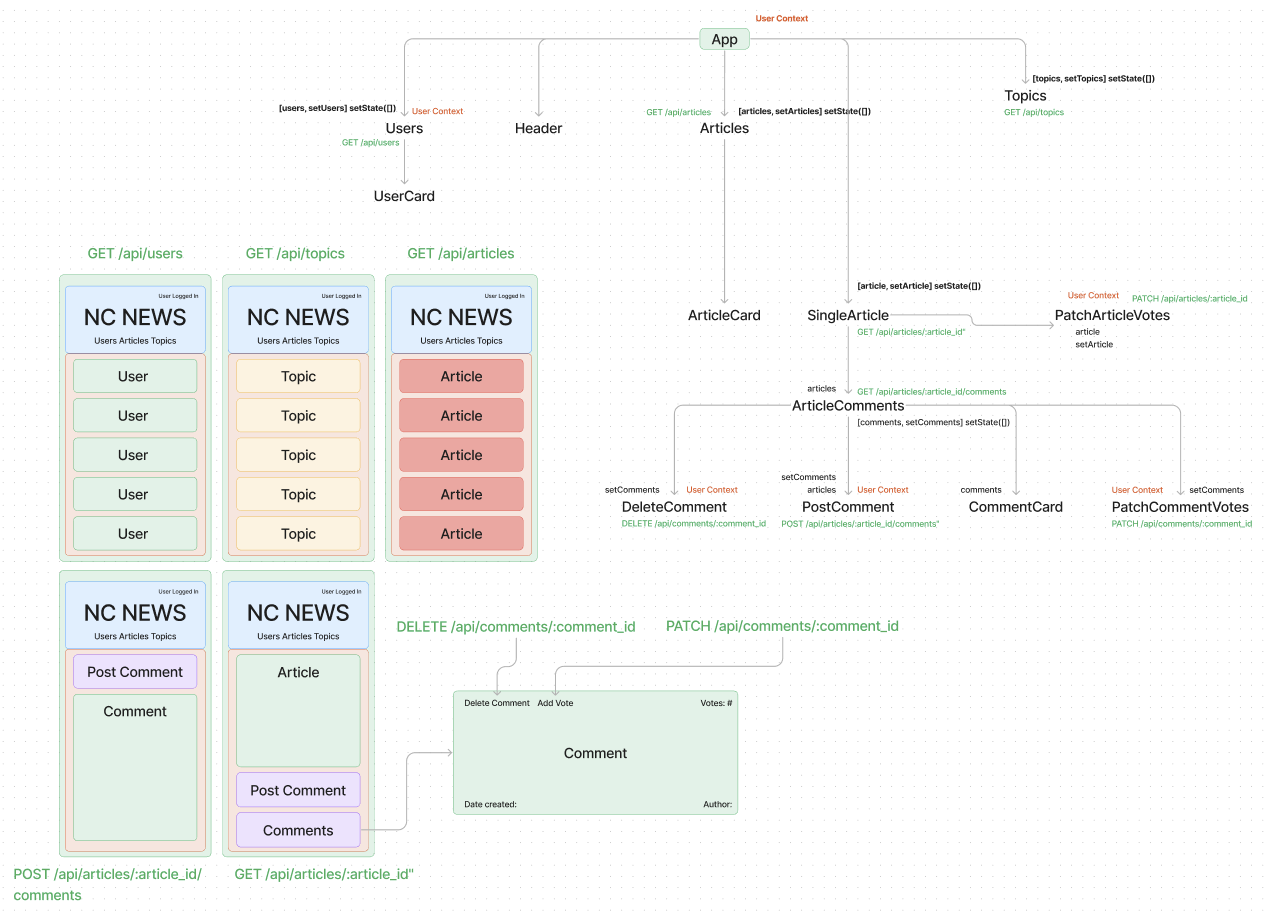 User Context
App
[topics, setTopics] setState([])
Topics
GET /api/topics
[users, setUsers] setState([])
User Context
Users
GET /api/users
UserCard
Header
GET /api/articles
[articles, setArticles] setState([])
Articles
ArticleCard
[article, setArticle] setState([])
SingleArticle
GET /api/articles/:article_id"
User Context
PATCH /api/articles/:article_id
PatchArticleVotes
article
setArticle
articles
GET /api/articles/:article_id/comments
ArticleComments
[comments, setComments] setState([])
setComments
User Context
DeleteComment
DELETE /api/comments/:comment_id
setComments
articles
User Context
PostComment
POST /api/articles/:article_id/comments"
comments
CommentCard
User Context
setComments
PatchCommentVotes
PATCH /api/comments/:comment_id
GET /api/users
User Logged In
NC NEWS
Users Articles Topics
User
User
User
User
User
GET /api/topics
User Logged In
NC NEWS
Users Articles Topics
Topic
Topic
Topic
Topic
Topic
GET /api/articles
User Logged In
NC NEWS
Users Articles Topics
Article
Article
Article
Article
Article
User Logged In
NC NEWS
Users Articles Topics
Post Comment
Comment
POST /api/articles/:article_id/
comments
User Logged In
NC NEWS
Users Articles Topics
Article
Post Comment
Comments
GET /api/articles/:article_id"
DELETE /api/comments/:comment_id
PATCH /api/comments/:comment_id
Delete Comment
Add Vote
Votes: #
Comment
Date created:
Author: